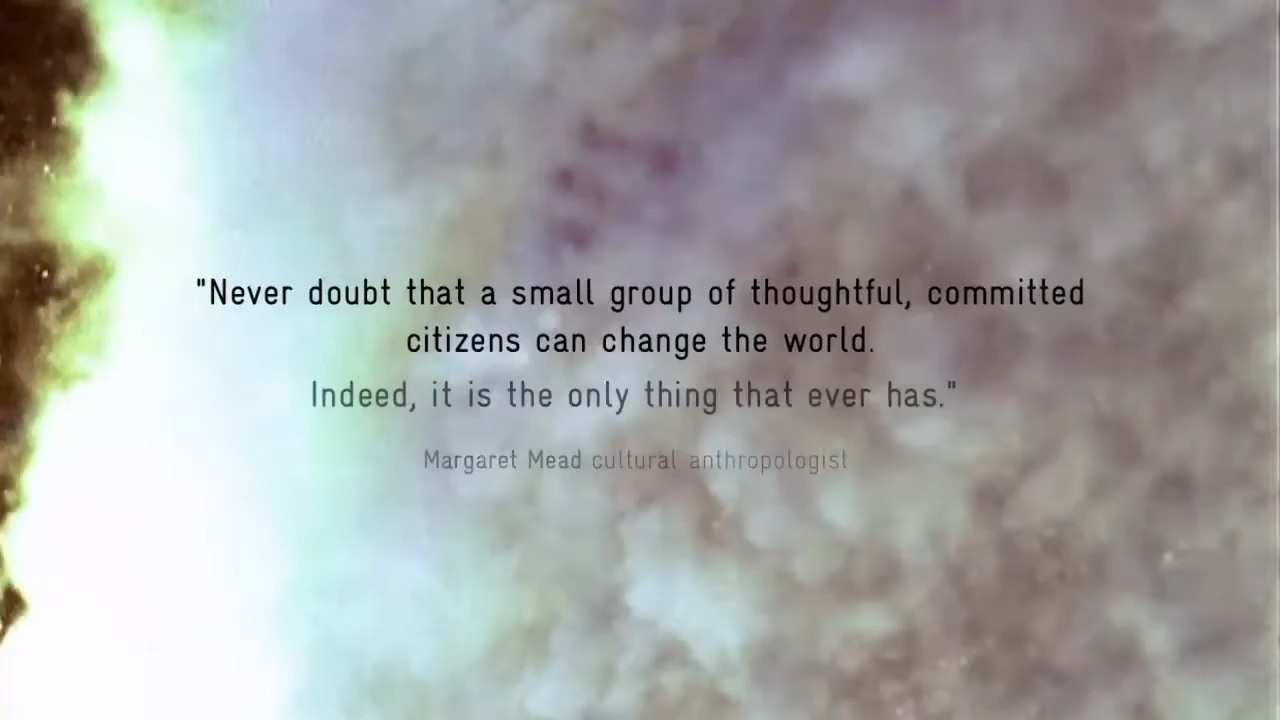 "Never doubt that a small group of thoughtful, committed
citizens can change the world.
Indeed, it is the only thing that ever has."
Margaret Mead cultural anthropologist